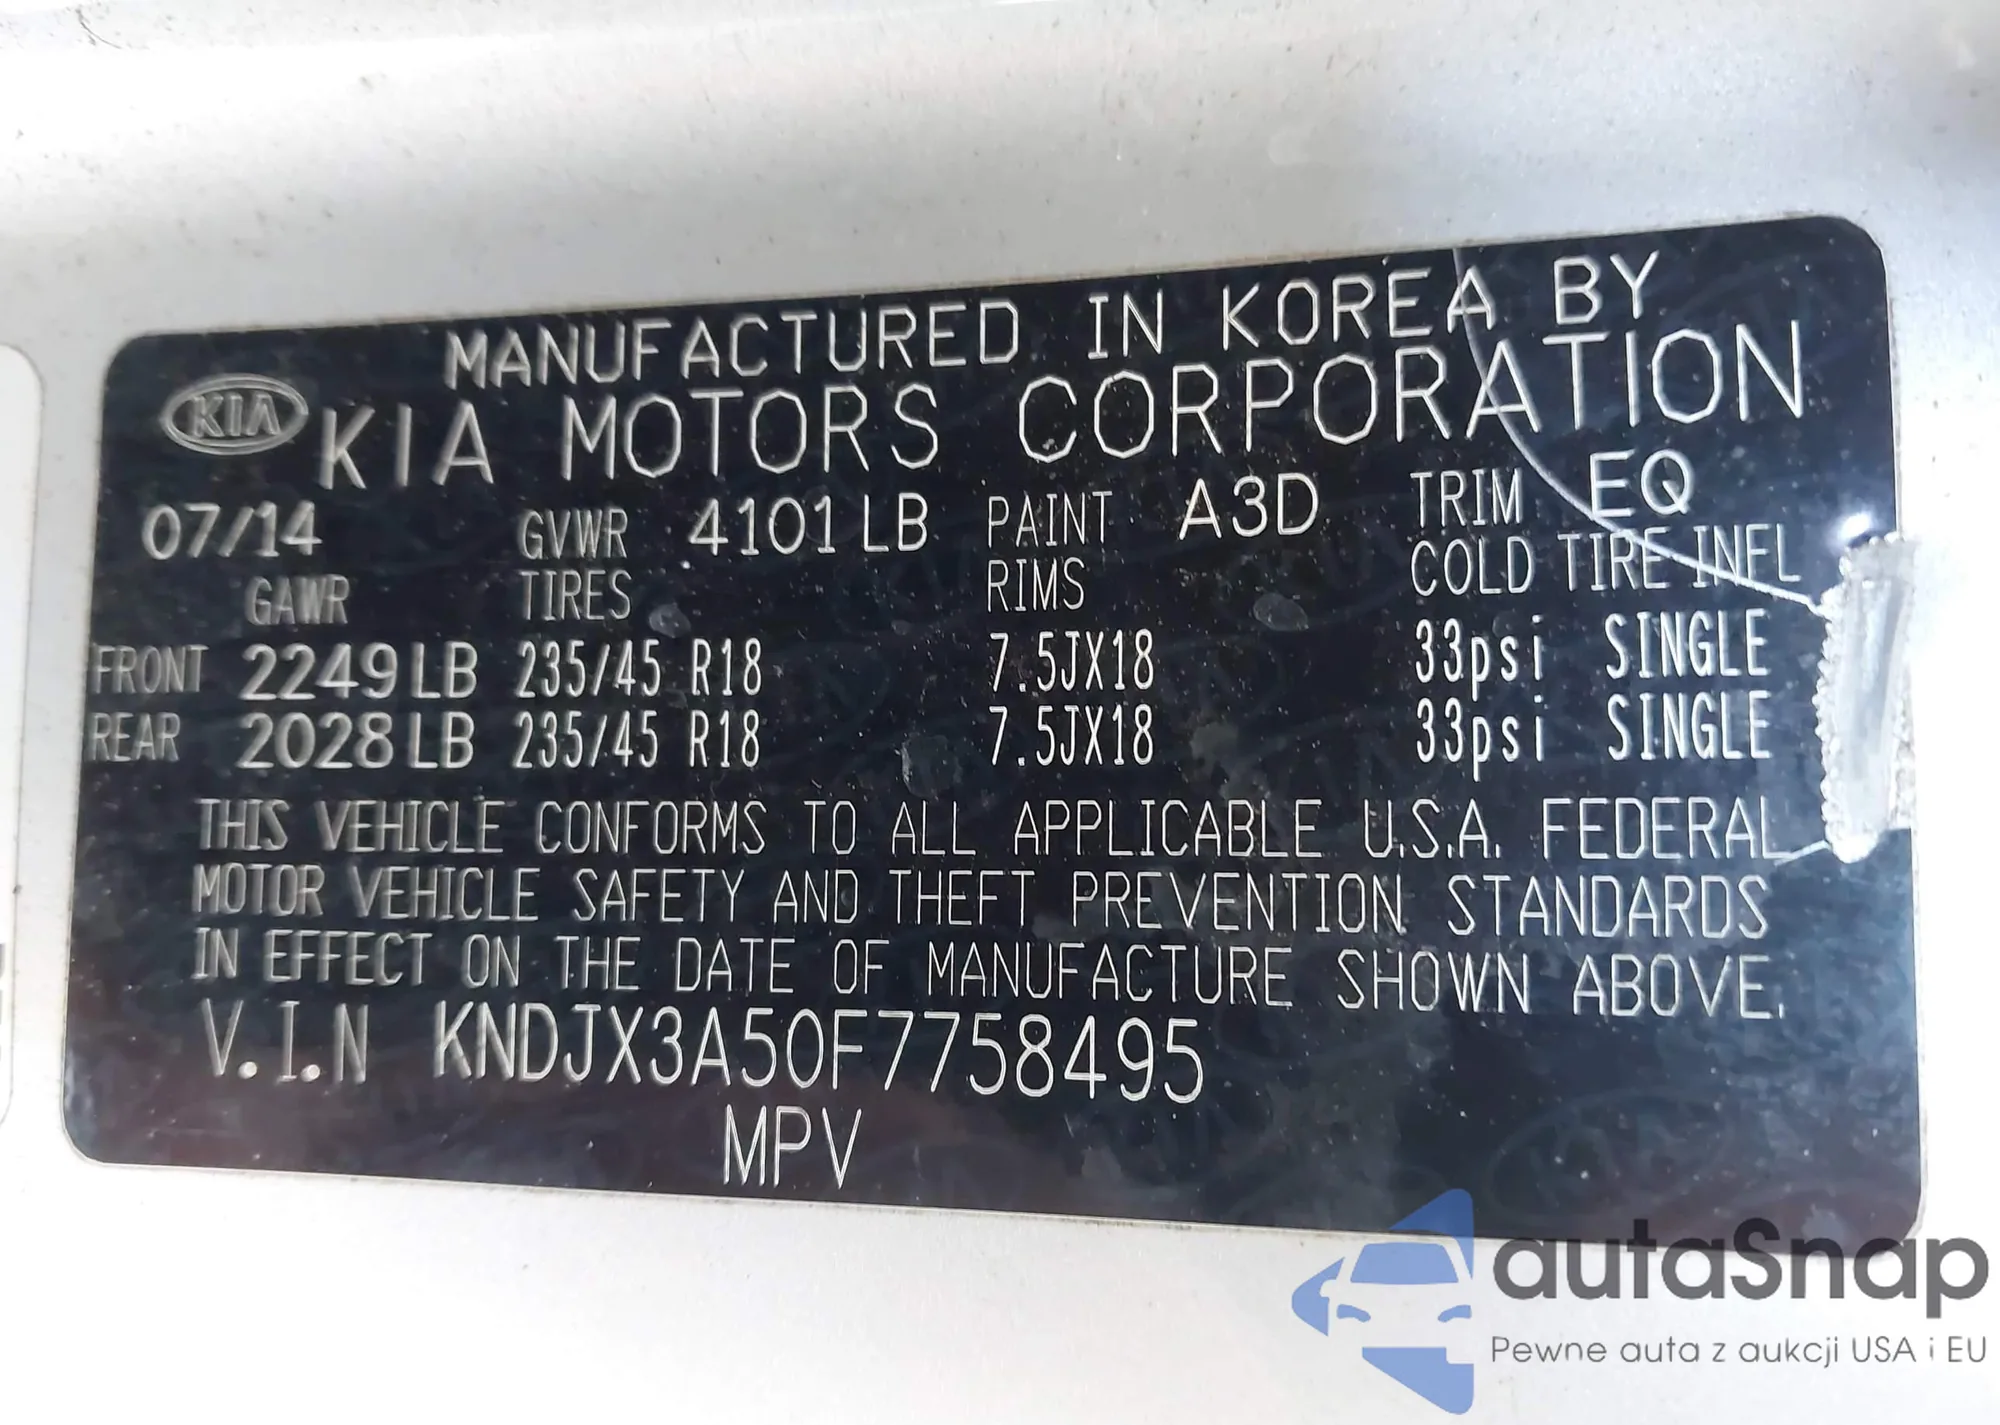 MANUFACTURED IN KOREA BY
KIA KIA MOTORS CORPORATION
07/14 GVWR 4101 LB PAINT A3D TRIM EQ
GAWR TIRES RIMS COLD TIRE INFL
FRONT 2249 LB 235/45 R18 7.5JX18 33psi SINGLE
REAR 2028 LB 235/45 R18 7.5JX18 33psi SINGLE
THIS VEHICLE CONFORMS TO ALL APPLICABLE U.S.A. FEDERAL
MOTOR VEHICLE SAFETY AND THEFT PREVENTION STANDARDS
IN EFFECT ON THE DATE OF MANUFACTURE SHOWN ABOVE.
V.I.N KNDJX3A50F7758495
MPV
autaSnap
Pewne auta z aukcji USA i EU